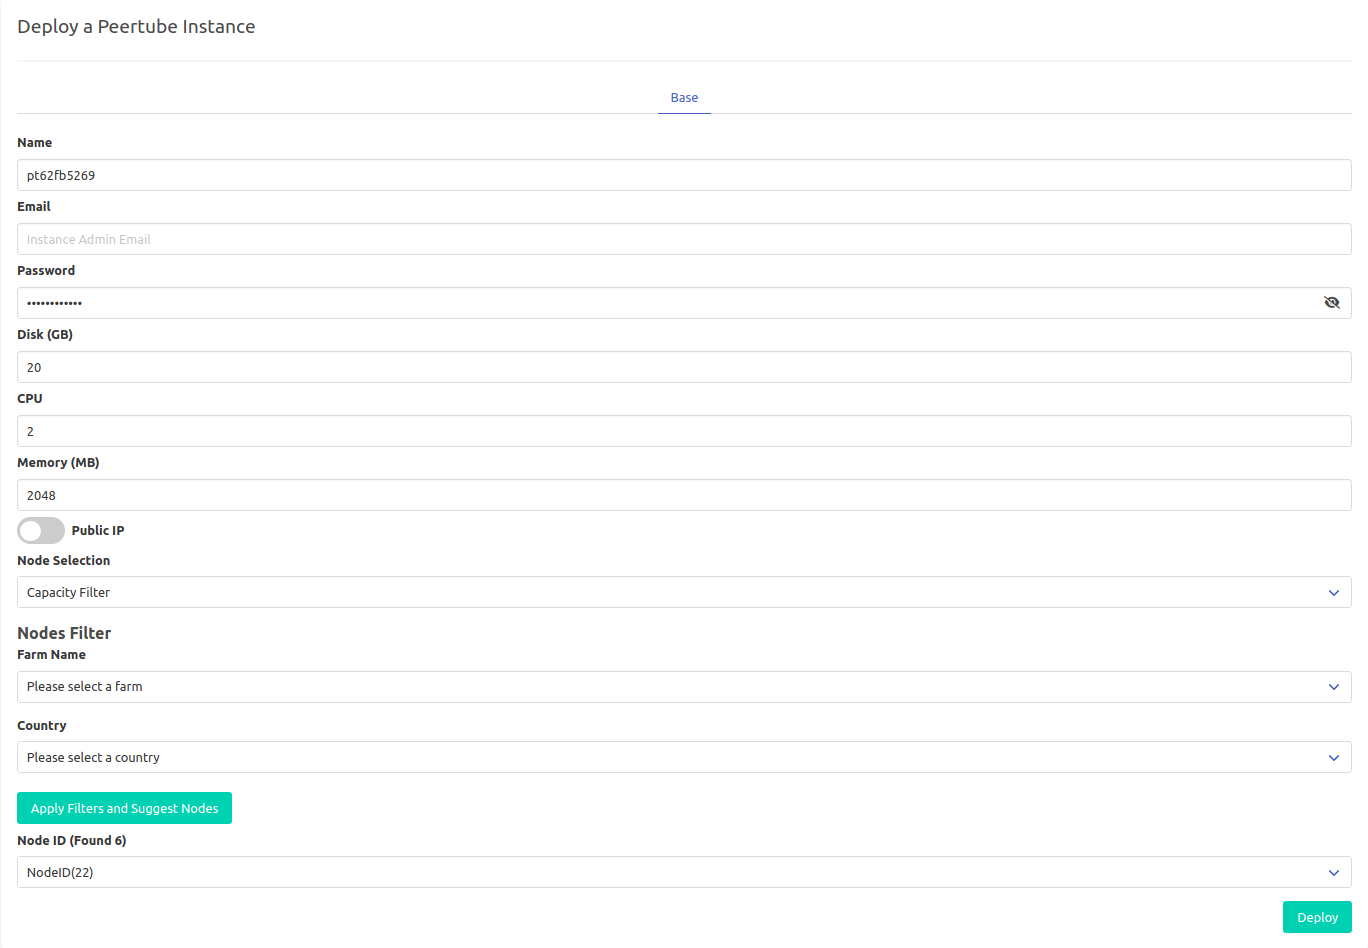 Deploy a Peertube Instance
Base
Name
pt62fb5269
Email
Instance Admin Email
Password
••••••••••••
Disk (GB)
20
CPU
2
Memory (MB)
2048
Public IP
Node Selection
Capacity Filter
Nodes Filter
Farm Name
Please select a farm
Country
Please select a country
Apply Filters and Suggest Nodes
Node ID (Found 6)
NodeID(22)
Deploy